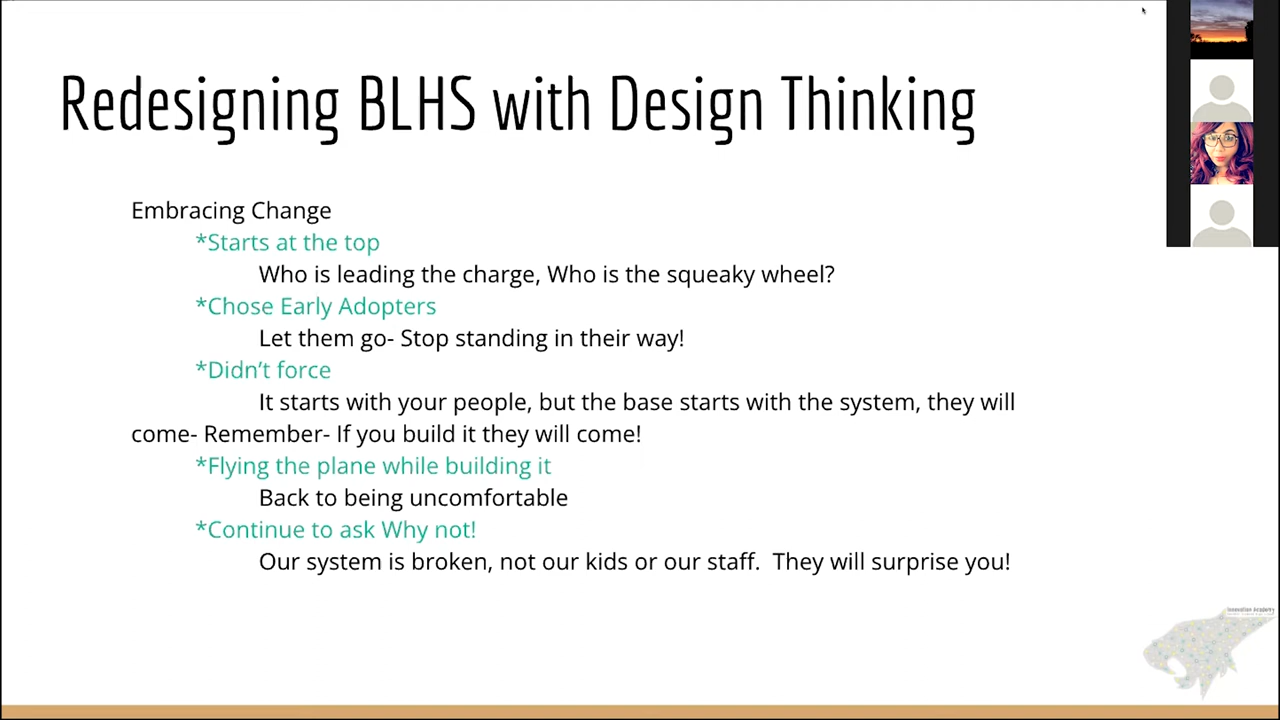 Redesigning BLHS with Design Thinking
Embracing Change
*Starts at the top
Who is leading the charge, Who is the squeaky wheel?
*Chose Early Adopters
Let them go- Stop standing in their way!
*Didn’t force
It starts with your people, but the base starts with the system, they will
come- Remember- If you build it they will come!
*Flying the plane while building it
Back to being uncomfortable
*Continue to ask Why not!
Our system is broken, not our kids or our staff.  They will surprise you!
Innovation Academy